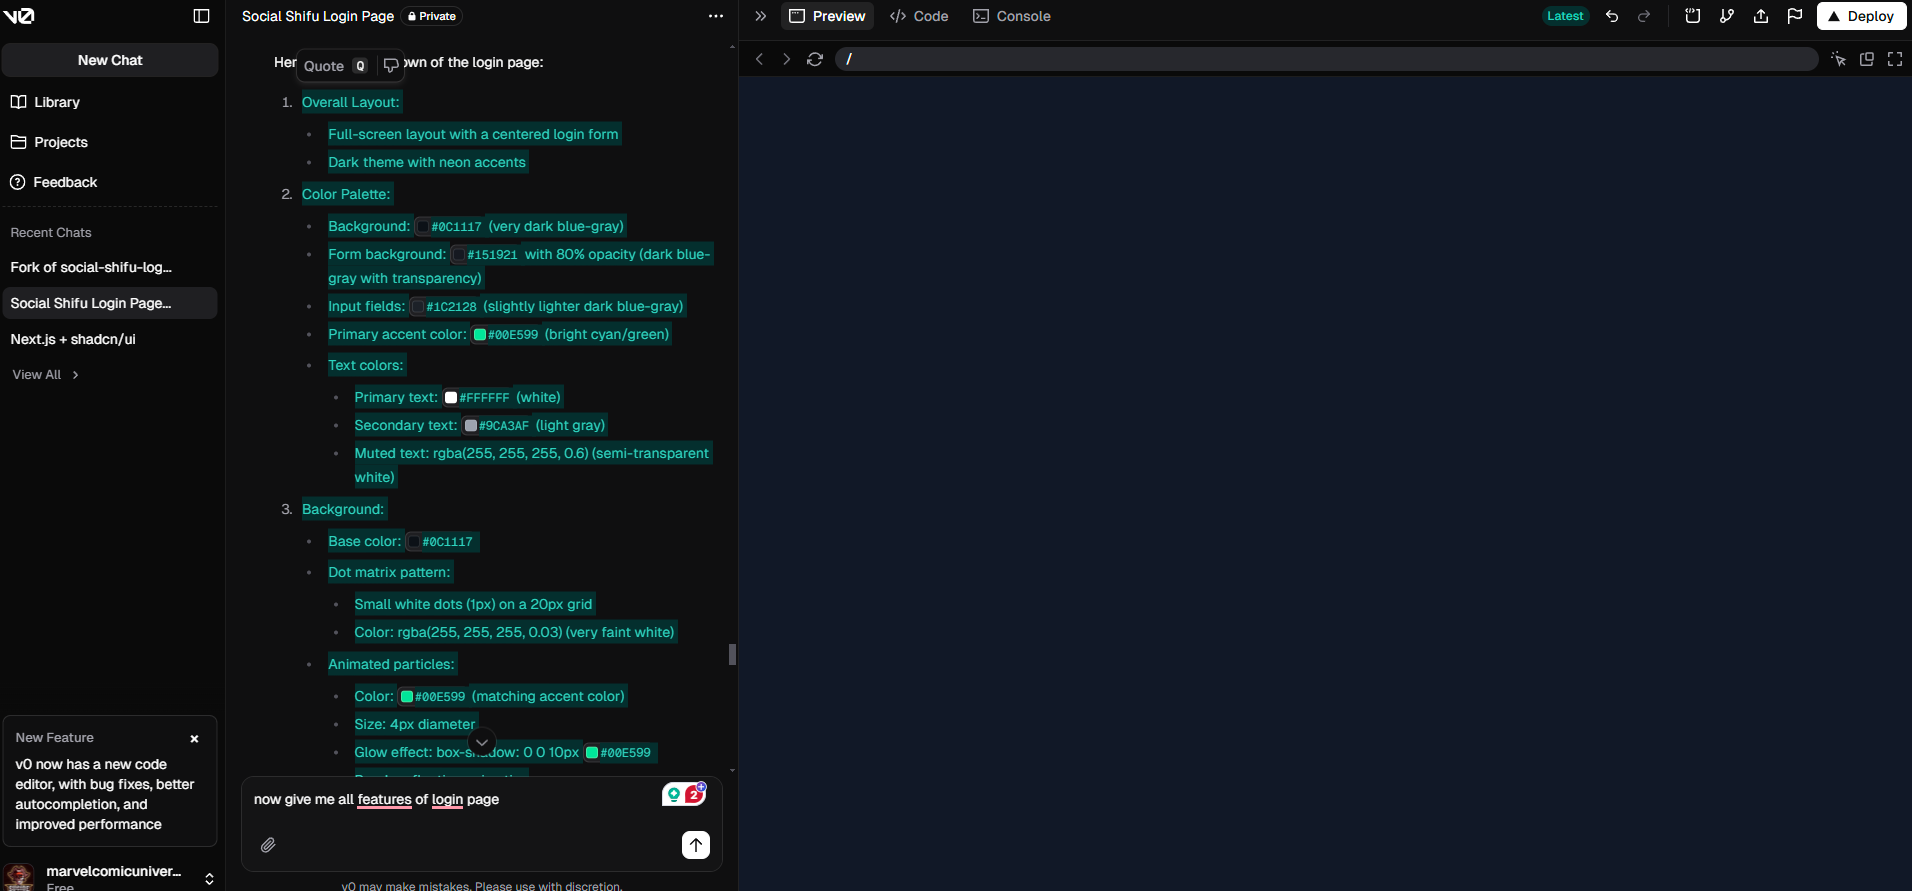 v0
New Chat
Library
Projects
Feedback
Recent Chats
Fork of social-shifu-log...
Social Shifu Login Page...
Next.js + shadcn/ui
View All
New Feature
v0 now has a new code
editor, with bug fixes, better
autocompletion, and
improved performance
marvelcomicuniver...
Free
Social Shifu Login Page
Private
Quote Q
own of the login page:
1. Overall Layout:
Full-screen layout with a centered login form
Dark theme with neon accents
2. Color Palette:
Background: #0C1117 (very dark blue-gray)
Form background: #151921 with 80% opacity (dark blue-
gray with transparency)
Input fields: #1C2128 (slightly lighter dark blue-gray)
Primary accent color: #00E599 (bright cyan/green)
Text colors:
Primary text: #FFFFFF (white)
Secondary text: #9CA3AF (light gray)
Muted text: rgba(255, 255, 255, 0.6) (semi-transparent
white)
3. Background:
Base color: #0C1117
Dot matrix pattern:
Small white dots (1px) on a 20px grid
Color: rgba(255, 255, 255, 0.03) (very faint white)
Animated particles:
Color: #00E599 (matching accent color)
Size: 4px diameter
Glow effect: box-shadow: 0 0 10px #00E599
now give me all features of login page
2
v0 may make mistakes. Please use with discretion.
Preview
Code
Console
Latest
Deploy
/